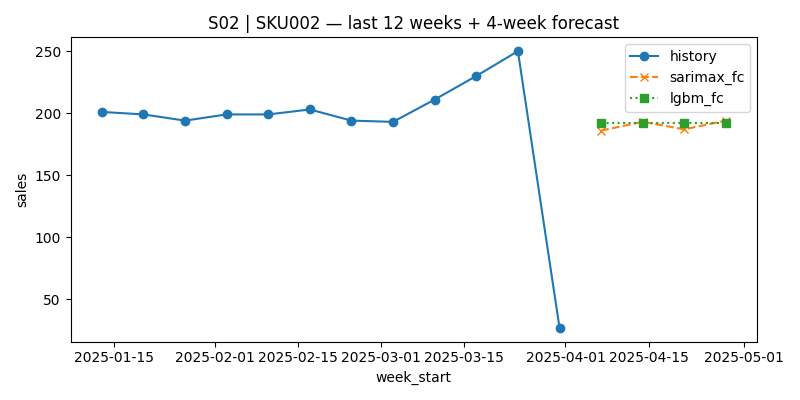 S02 | SKU002 — last 12 weeks + 4-week forecast
history
sarimax_fc
lgbm_fc
250
200
150
100
50
sales
2025-01-15 2025-02-01 2025-02-15 2025-03-01 2025-03-15 2025-04-01 2025-04-15 2025-05-01
week_start